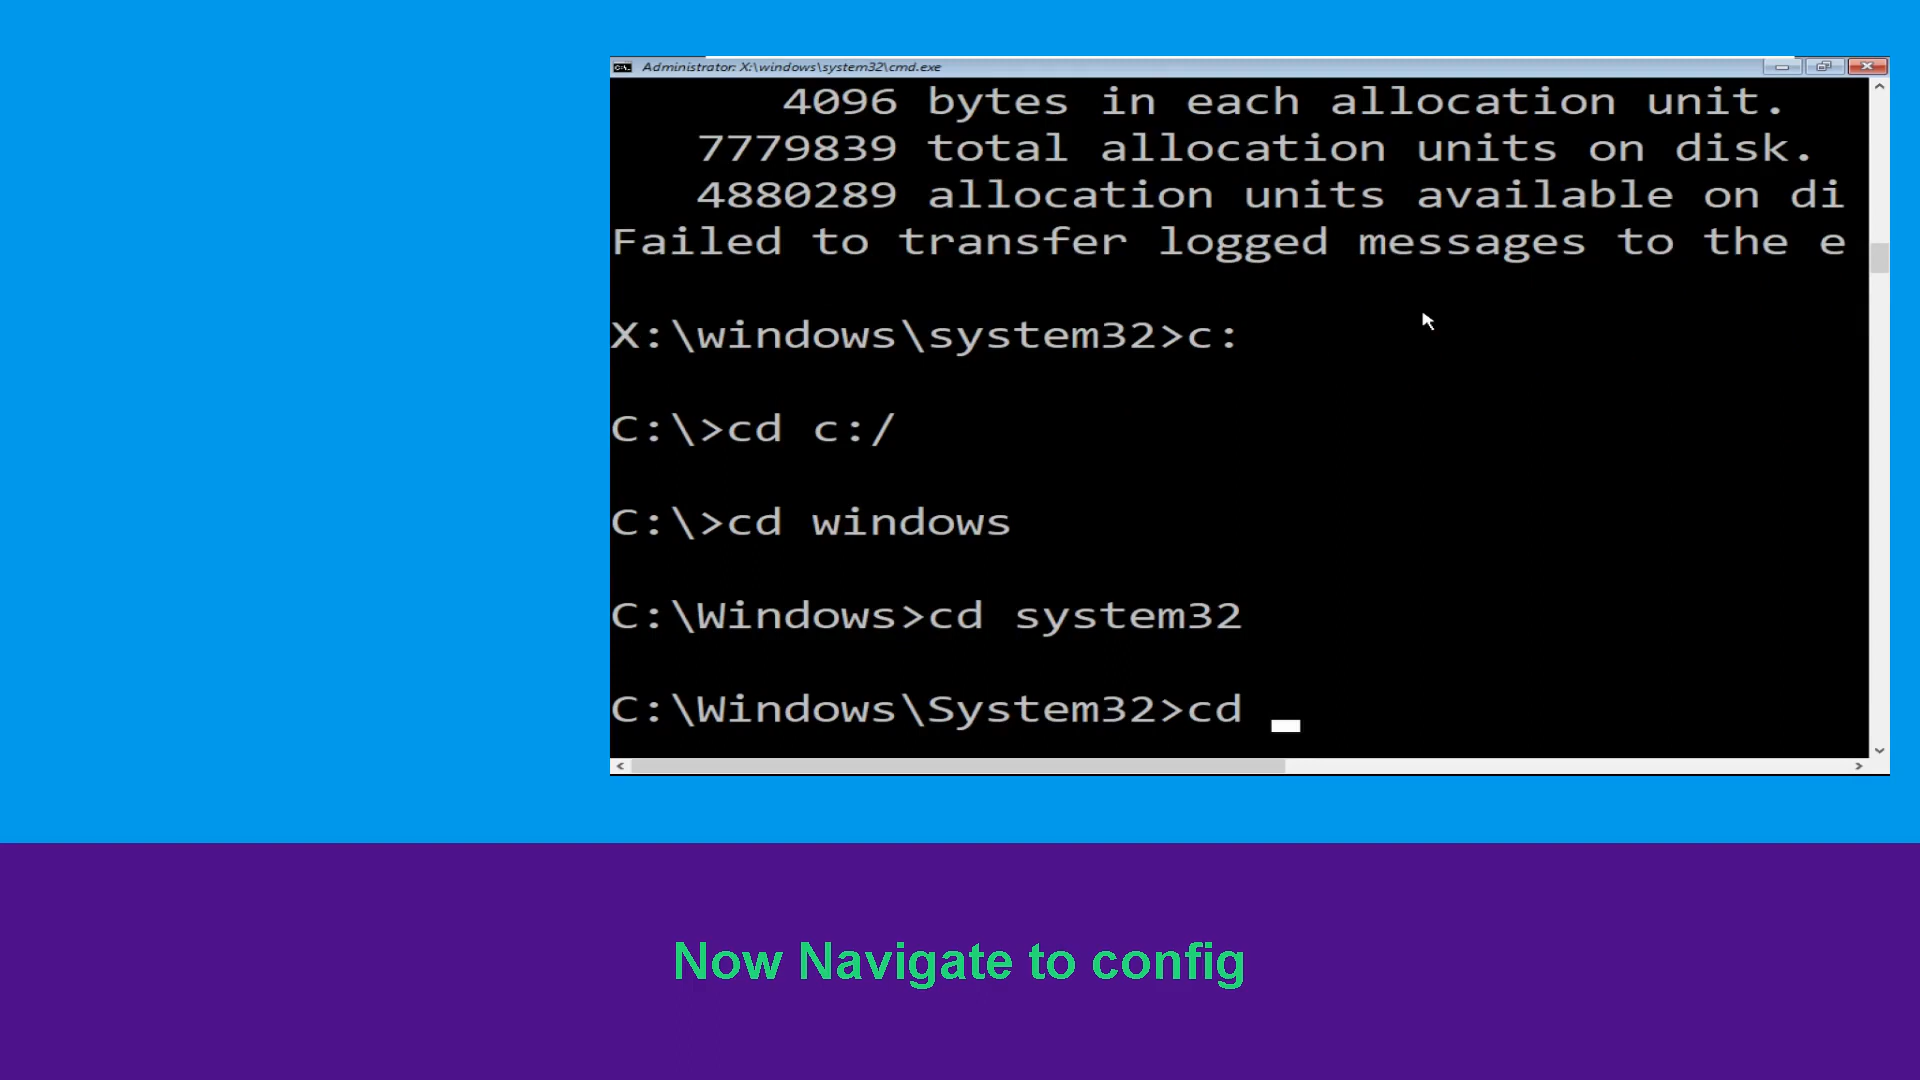 Administrator: X:\windows\system32\cmd.exe
4096 bytes in each allocation unit.
7779839 total allocation units on disk.
4880289 allocation units available on di
Failed to transfer logged messages to the e
X:\windows\system32>c:
C:\>cd c:/
C:\>cd windows
C:\Windows>cd system32
C:\Windows\System32>cd
Now Navigate to config